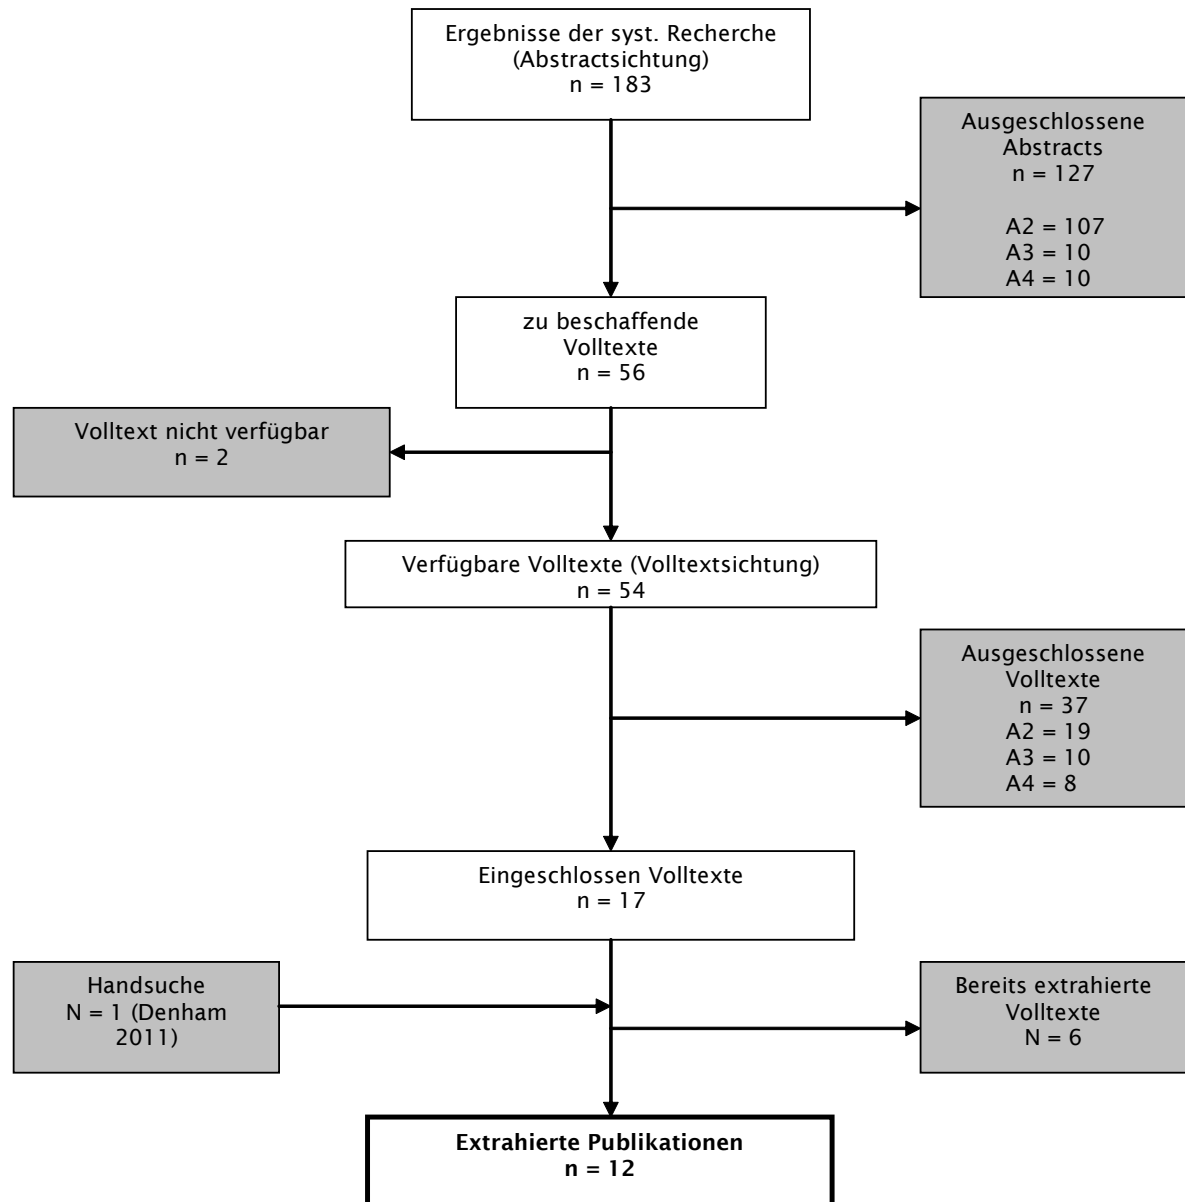 Ergebnisse der syst. Recherche
(Abstractsichtung)
n = 183
Ausgeschlossene
Abstracts
n = 127
A2 = 107
A3 = 10
A4 = 10
zu beschaffende
Volltexte
n = 56
Volltext nicht verfügbar
n = 2
Verfügbare Volltexte (Volltextsichtung)
n = 54
Ausgeschlossene
Volltexte
n = 37
A2 = 19
A3 = 10
A4 = 8
Eingeschlossen Volltexte
n = 17
Handsuche
N = 1 (Denham
2011)
Bereits extrahierte
Volltexte
N = 6
Extrahierte Publikationen
n = 12